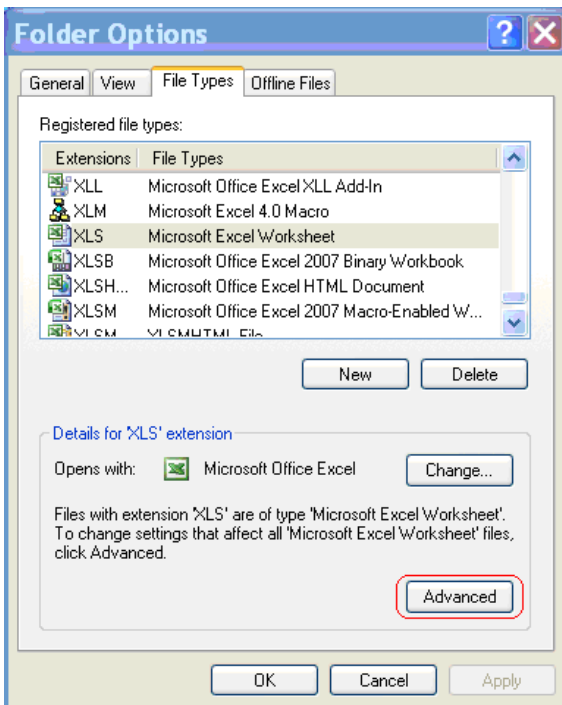 Folder Options
General View File Types Offline Files
Registered file types:
Extensions File Types
XLL Microsoft Office Excel XLL Add-In
XLM Microsoft Excel 4.0 Macro
XLS Microsoft Excel Worksheet
XLSB Microsoft Office Excel 2007 Binary Workbook
XLSH... Microsoft Office Excel HTML Document
XLSM Microsoft Office Excel 2007 Macro-Enabled W...
XLSM XLSMHTML File
New Delete
Details for 'XLS' extension
Opens with: Microsoft Office Excel Change...
Files with extension 'XLS' are of type 'Microsoft Excel Worksheet'.
To change settings that affect all 'Microsoft Excel Worksheet' files,
click Advanced.
Advanced
OK Cancel Apply